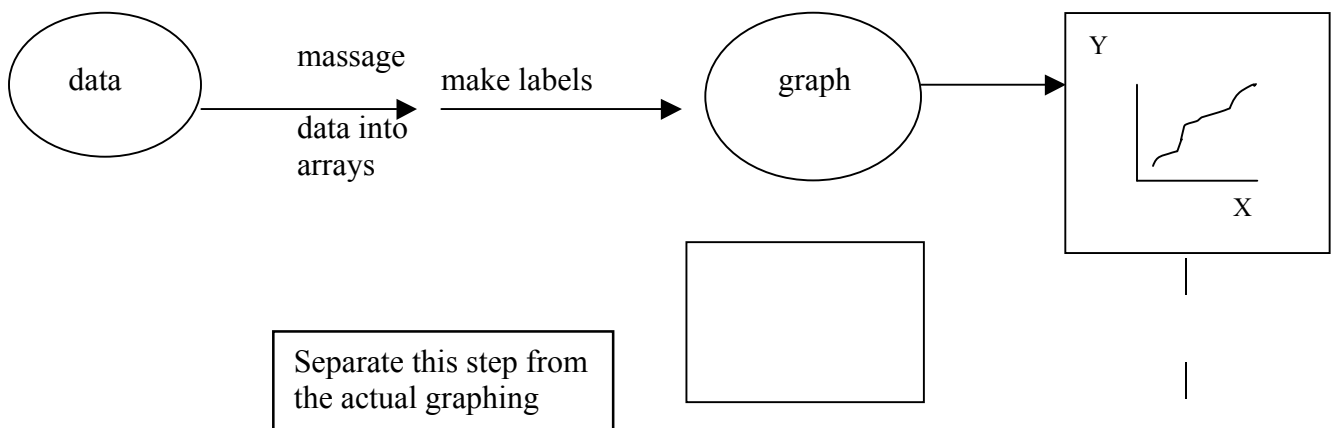 data
massage
data into
arrays
make labels
graph
Y
X
Separate this step from
the actual graphing